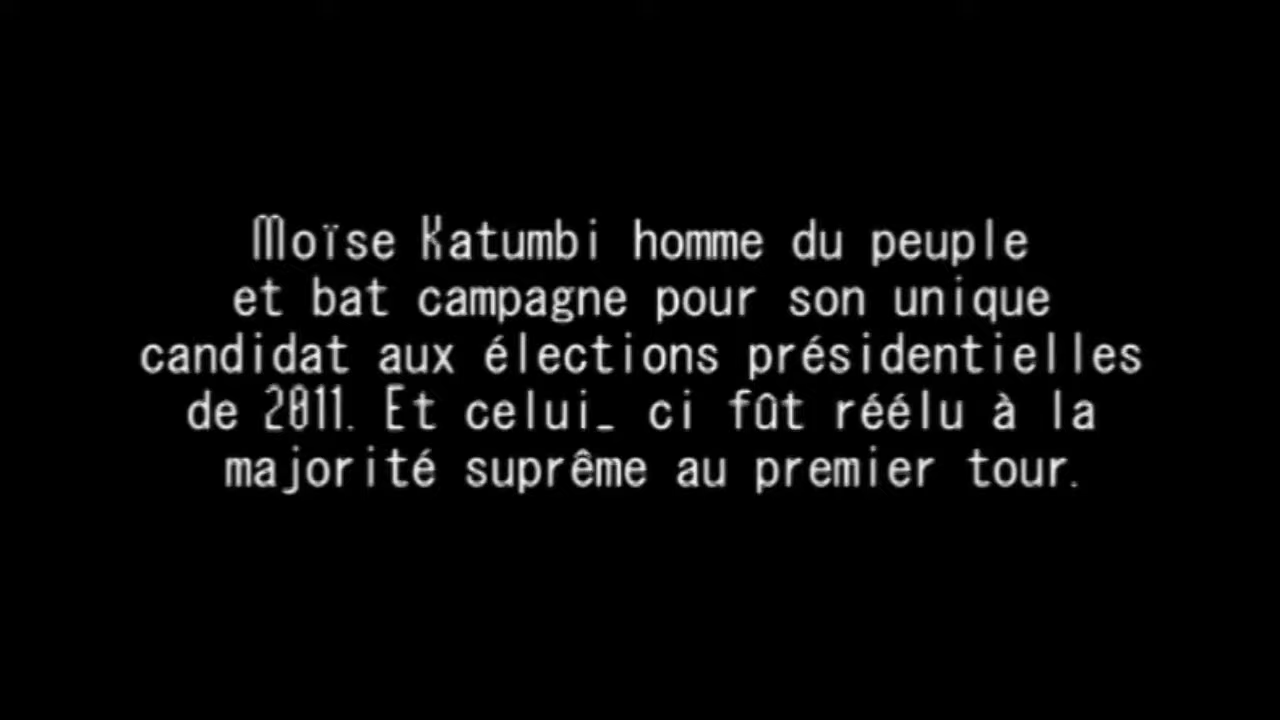 Moïse Katumbi homme du peuple
et bat campagne pour son unique
candidat aux élections présidentielles
de 2011. Et celui_ ci fût réélu à la
majorité suprême au premier tour.